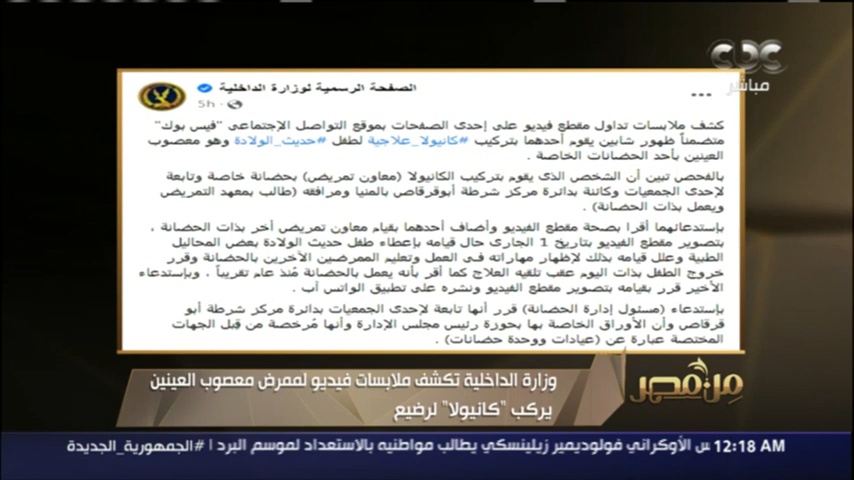 cbc
مباشر
الصفحة الرسمية لوزارة الداخلية
5h ·
كشف ملابسات تداول مقطع فيديو على إحدى الصفحات بموقع التواصل الإجتماعى "فيس بوك"
متضمناً ظهور شابين يقوم أحدهما بتركيب #كانيولا_علاجية لطفل #حديث_الولادة وهو معصوب
العينين بأحد الحضانات الخاصة .
بالفحص تبين أن الشخص الذى يقوم بتركيب الكانيولا (معاون تمريض) بحضانة خاصة وتابعة
لإحدى الجمعيات وكائنة بدائرة مركز شرطة أبوقرقاص بالمنيا ومرافقه (طالب بمعهد التمريض
ويعمل بذات الحضانة) .
بإستدعائهما أقرا بصحة مقطع الفيديو وأضاف أحدهما بقيام معاون تمريض أخر بذات الحضانة ،
بتصوير مقطع الفيديو بتاريخ 1 الجارى حال قيامه بإعطاء طفل حديث الولادة بعض المحاليل
الطبية وعلل قيامه بذلك لإظهار مهاراته فى العمل وتعليم الممرضين الآخرين بالحضانة وقرر
خروج الطفل بذات اليوم عقب تلقيه العلاج كما أقر بأنه يعمل بالحضانة مُنذ عام تقريباً ، وبإستدعاء
الأخير قرر بقيامه بتصوير مقطع الفيديو ونشره على تطبيق الواتس آب .
بإستدعاء (مسئول إدارة الحضانة) قرر أنها تابعة لإحدى الجمعيات بدائرة مركز شرطة أبو
قرقاص وأن الأوراق الخاصة بها بحوزة رئيس مجلس الإدارة وأنها مُرخصة من قِبل الجهات
المختصة عبارة عن (عيادات ووحدة حضانات) .
وزارة الداخلية تكشف ملابسات فيديو لممرض معصوب العينين
يركب "كانيولا" لرضيع
من مصر
12:18 AM
س الأوكراني فولوديمير زيلينسكي يطالب مواطنيه بالاستعداد لموسم البرد ا #الجمهورية_الجديدة